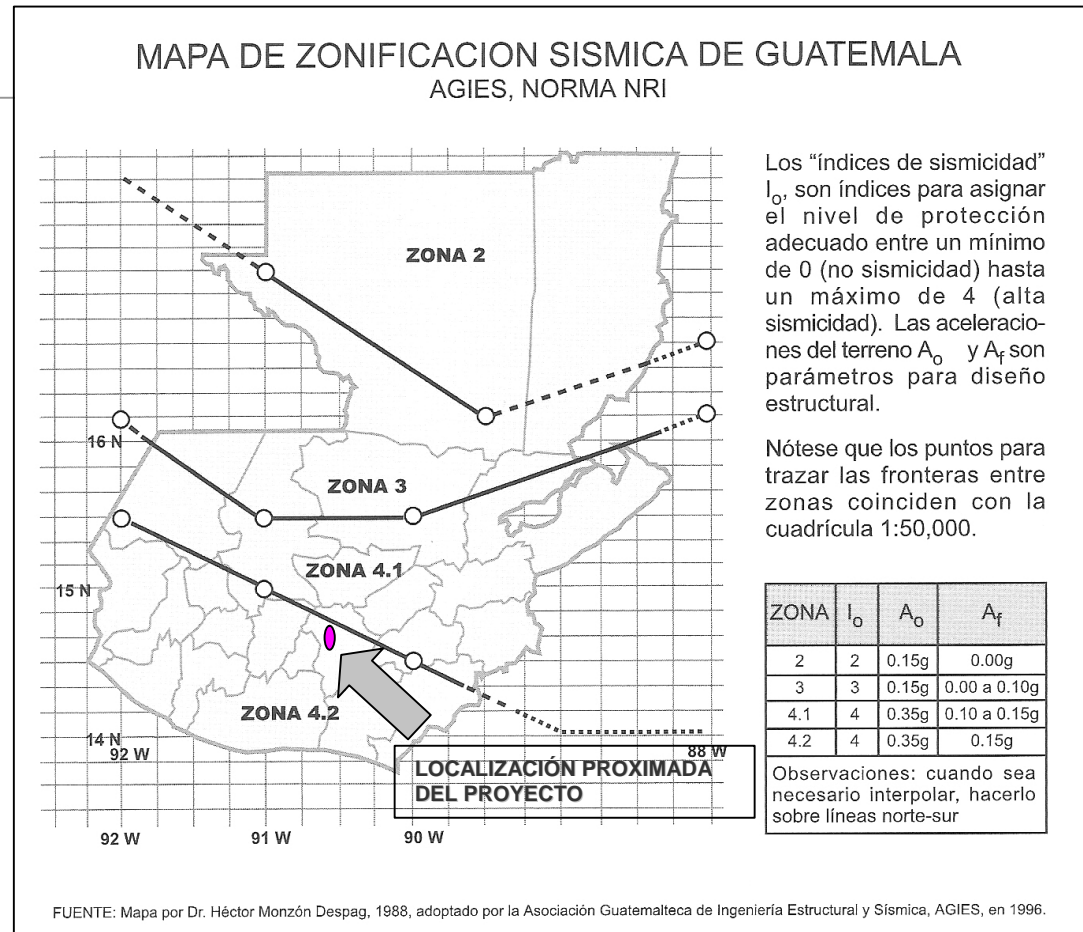 MAPA DE ZONIFICACION SISMICA DE GUATEMALA
AGIES, NORMA NRI
ZONA 2
16 N
ZONA 3
ZONA 4.1
15 N
ZONA 4.2
14 N
92 W
88 W
LOCALIZACIÓN PROXIMADA
DEL PROYECTO
92 W
91 W
90 W
Los “índices de sismicidad”
Io, son índices para asignar
el nivel de protección
adecuado entre un mínimo
de 0 (no sismicidad) hasta
un máximo de 4 (alta
sismicidad). Las aceleracio-
nes del terreno Ao y Af son
parámetros para diseño
estructural.
Nótese que los puntos para
trazar las fronteras entre
zonas coinciden con la
cuadrícula 1:50,000.
ZONA Io Ao Af
2 2 0.15g 0.00g
3 3 0.15g 0.00 a 0.10g
4.1 4 0.35g 0.10 a 0.15g
4.2 4 0.35g 0.15g
Observaciones: cuando sea
necesario interpolar, hacerlo
sobre líneas norte-sur
FUENTE: Mapa por Dr. Héctor Monzón Despag, 1988, adoptado por la Asociación Guatemalteca de Ingeniería Estructural y Sísmica, AGIES, en 1996.